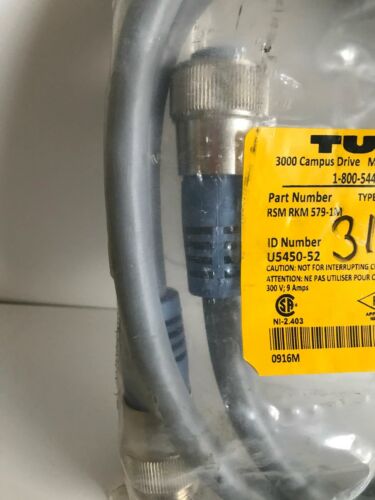 TU
3000 Campus Drive M
1-800-544
Part Number TYPE
RSM RKM 579-1M
31
ID Number
U5450-52
CAUTION: NOT FOR INTERRUPTING C
ATTENTION: NE PAS UTILISER POUR C
300 V; 9 Amps
NI-2.403
APP
0916M